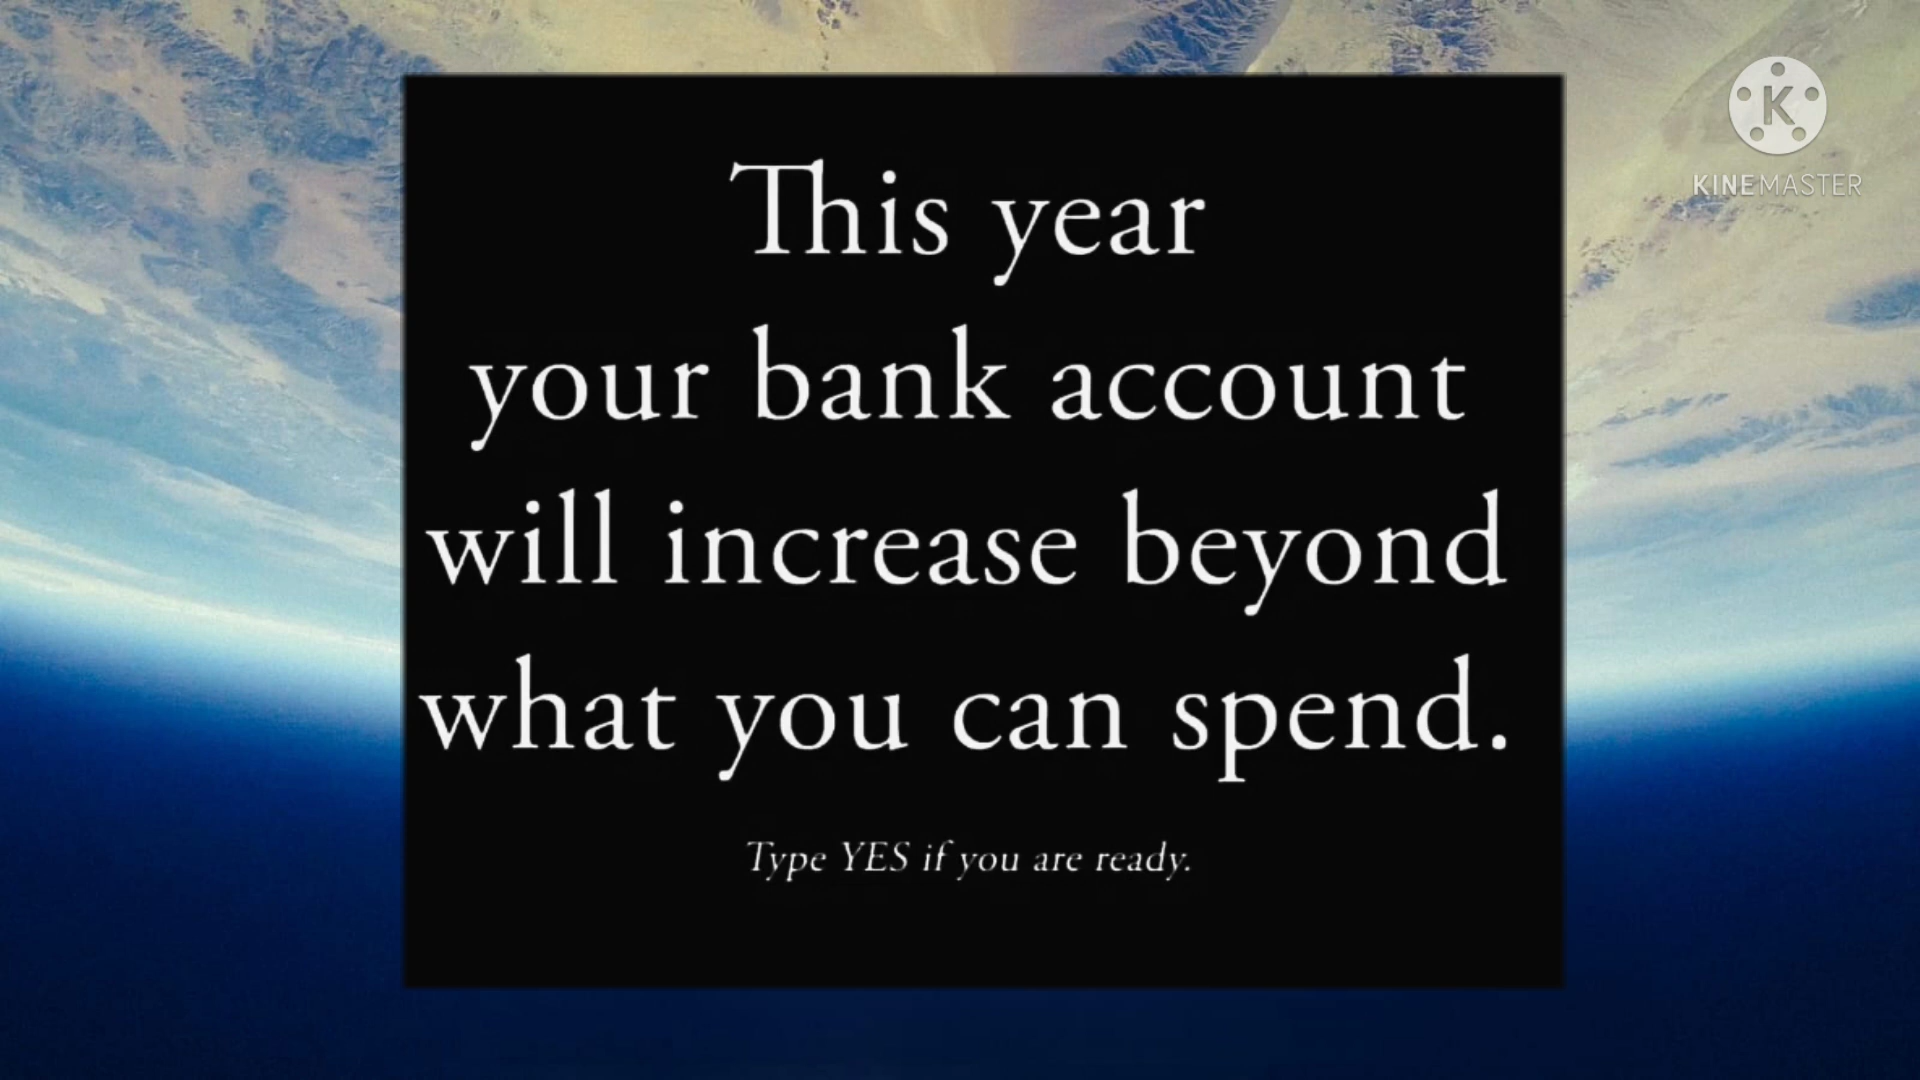 This year
your bank account
will increase beyond
what you can spend.
Type YES if you are ready.
K
KINEMASTER